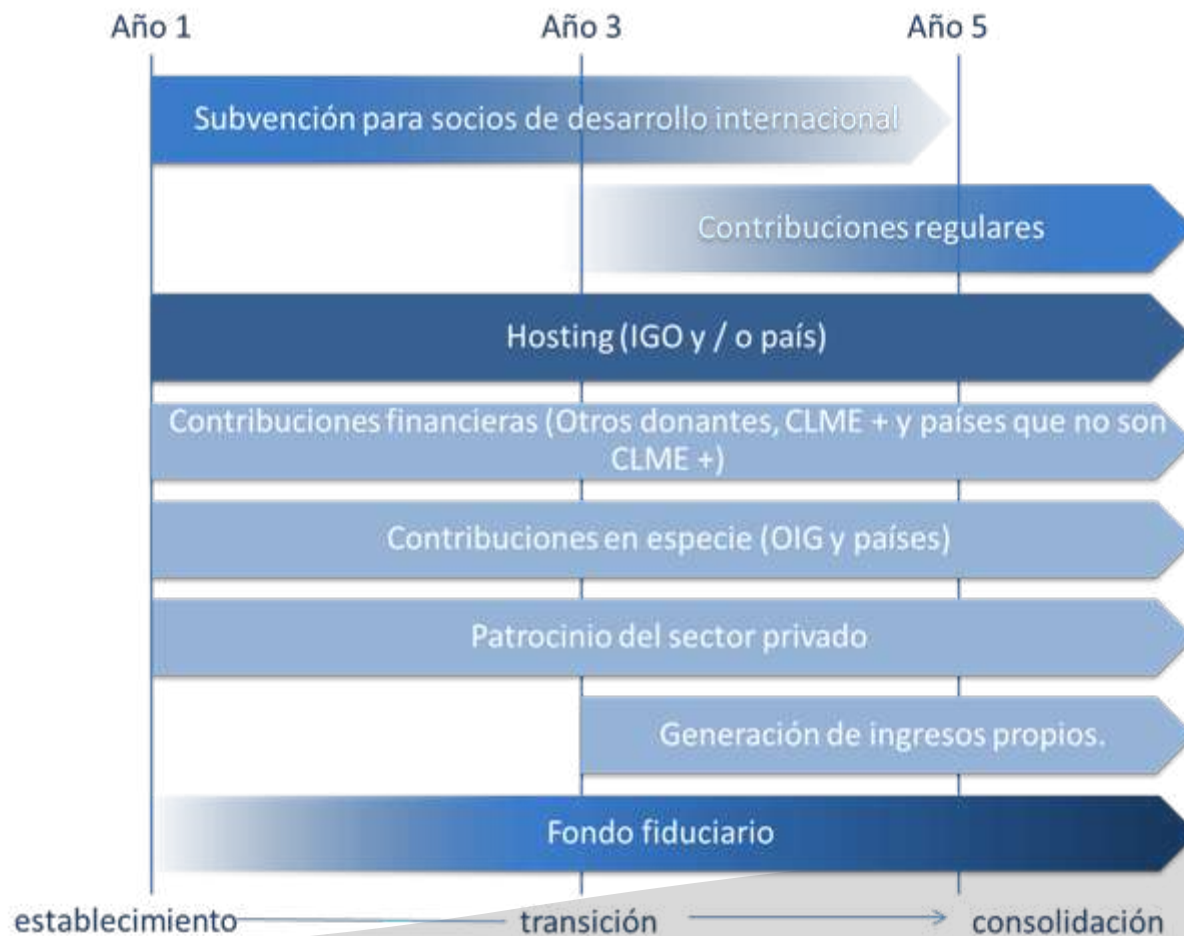 Año 1
Año 3
Año 5
Subvención para socios de desarrollo internacional
Contribuciones regulares
Hosting (IGO y / o país)
Contribuciones financieras (Otros donantes, CLME + y países que no son
CLME +)
Contribuciones en especie (OIG y países)
Patrocinio del sector privado
Generación de ingresos propios.
Fondo fiduciario
establecimiento
transición
consolidación